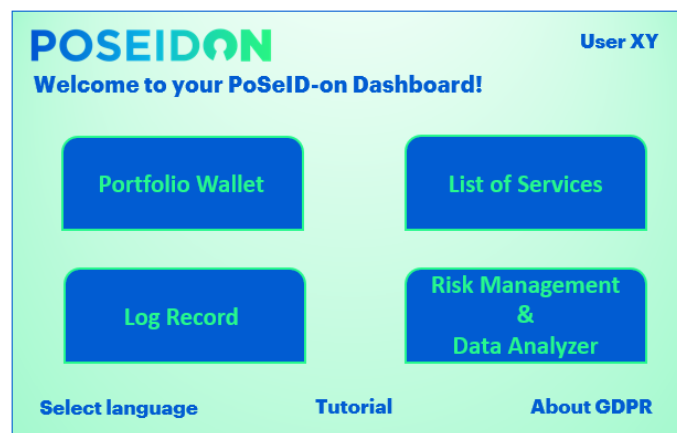 POSEIDON
User XY
Welcome to your PoSeID-on Dashboard!
Portfolio Wallet
List of Services
Log Record
Risk Management
&
Data Analyzer
Select language
Tutorial
About GDPR